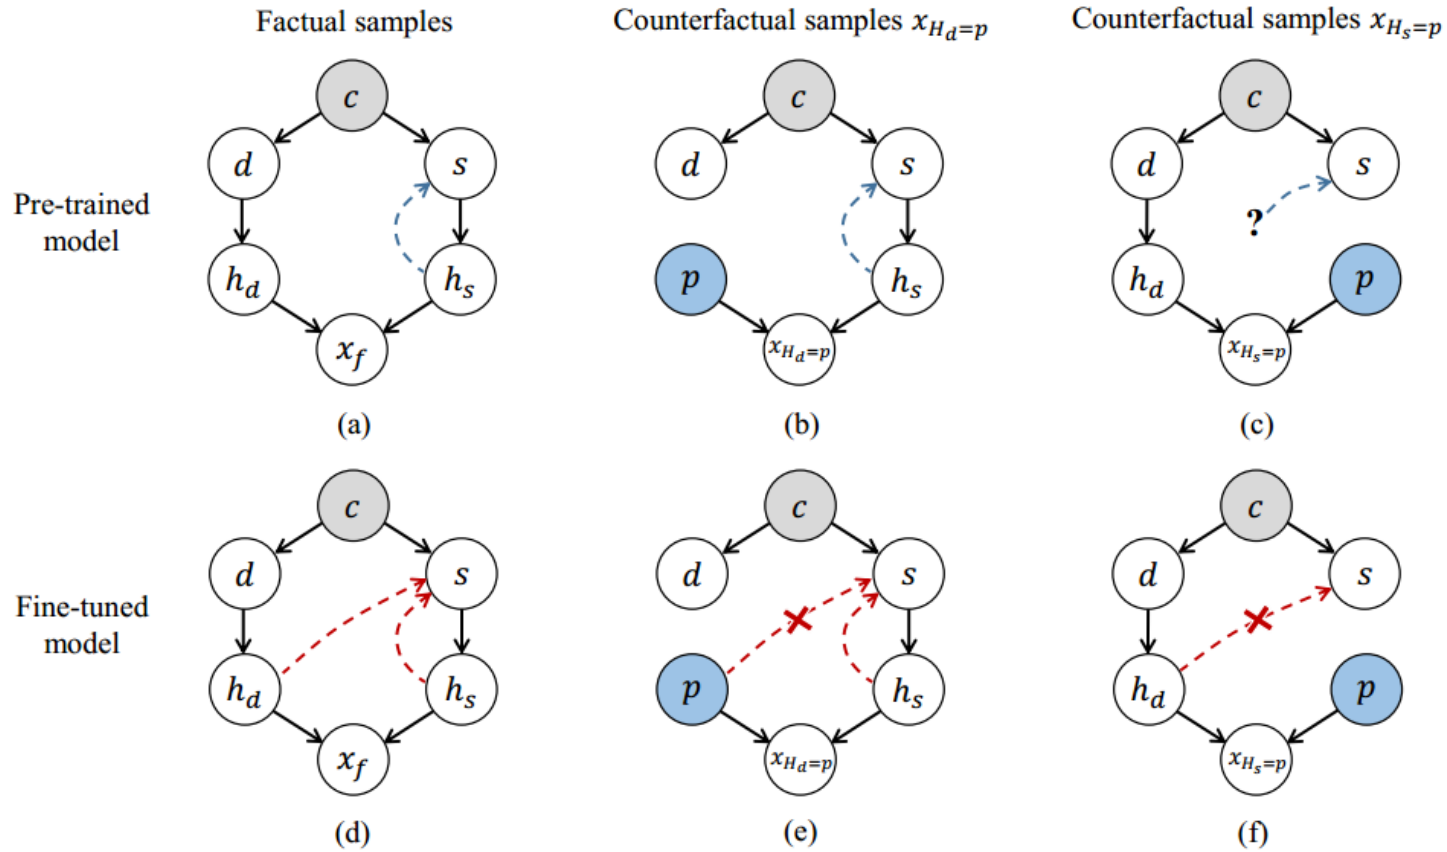 Factual samples
Counterfactual samples $x_{H_d=p}$
Counterfactual samples $x_{H_s=p}$
Pre-trained
model
c
d
s
h_d
h_s
x_f
(a)
c
d
s
p
h_s
x_{H_d=p}
(b)
c
d
s
?
h_d
p
x_{H_s=p}
(c)
Fine-tuned
model
c
d
s
h_d
h_s
x_f
(d)
c
d
s
p
h_s
x_{H_d=p}
(e)
c
d
s
h_d
p
x_{H_s=p}
(f)